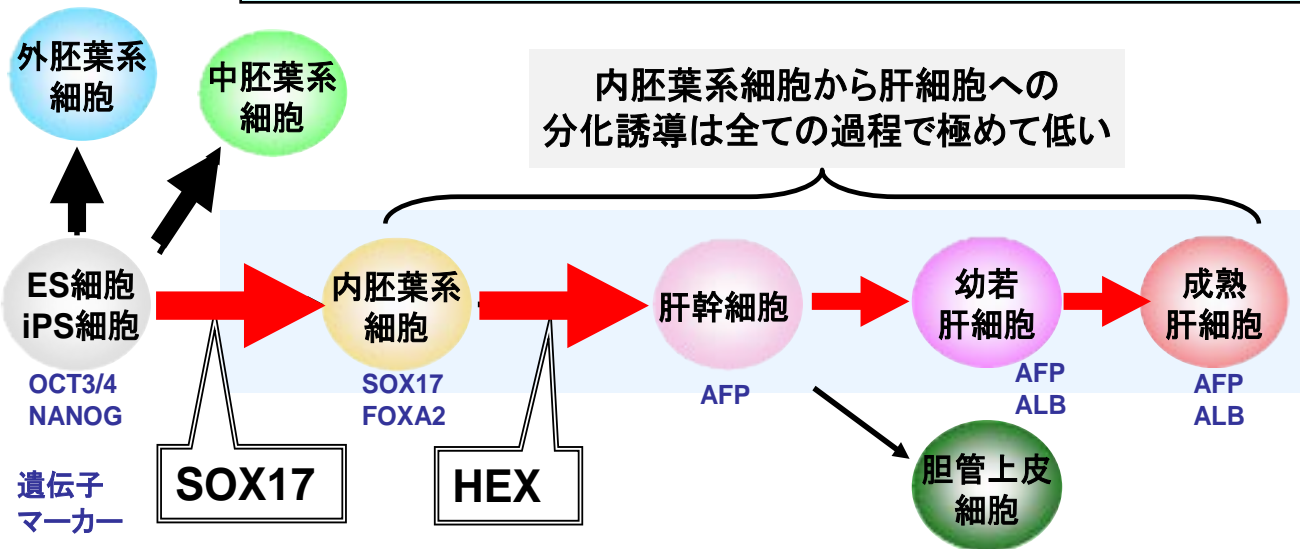 外胚葉系
細胞
中胚葉系
細胞
内胚葉系細胞から肝細胞への
分化誘導は全ての過程で極めて低い
ES細胞
iPS細胞
内胚葉系
細胞
肝幹細胞
幼若
肝細胞
成熟
肝細胞
OCT3/4
NANOG
SOX17
FOXA2
AFP
AFP
ALB
AFP
ALB
遺伝子
マーカー
SOX17
HEX
胆管上皮
細胞